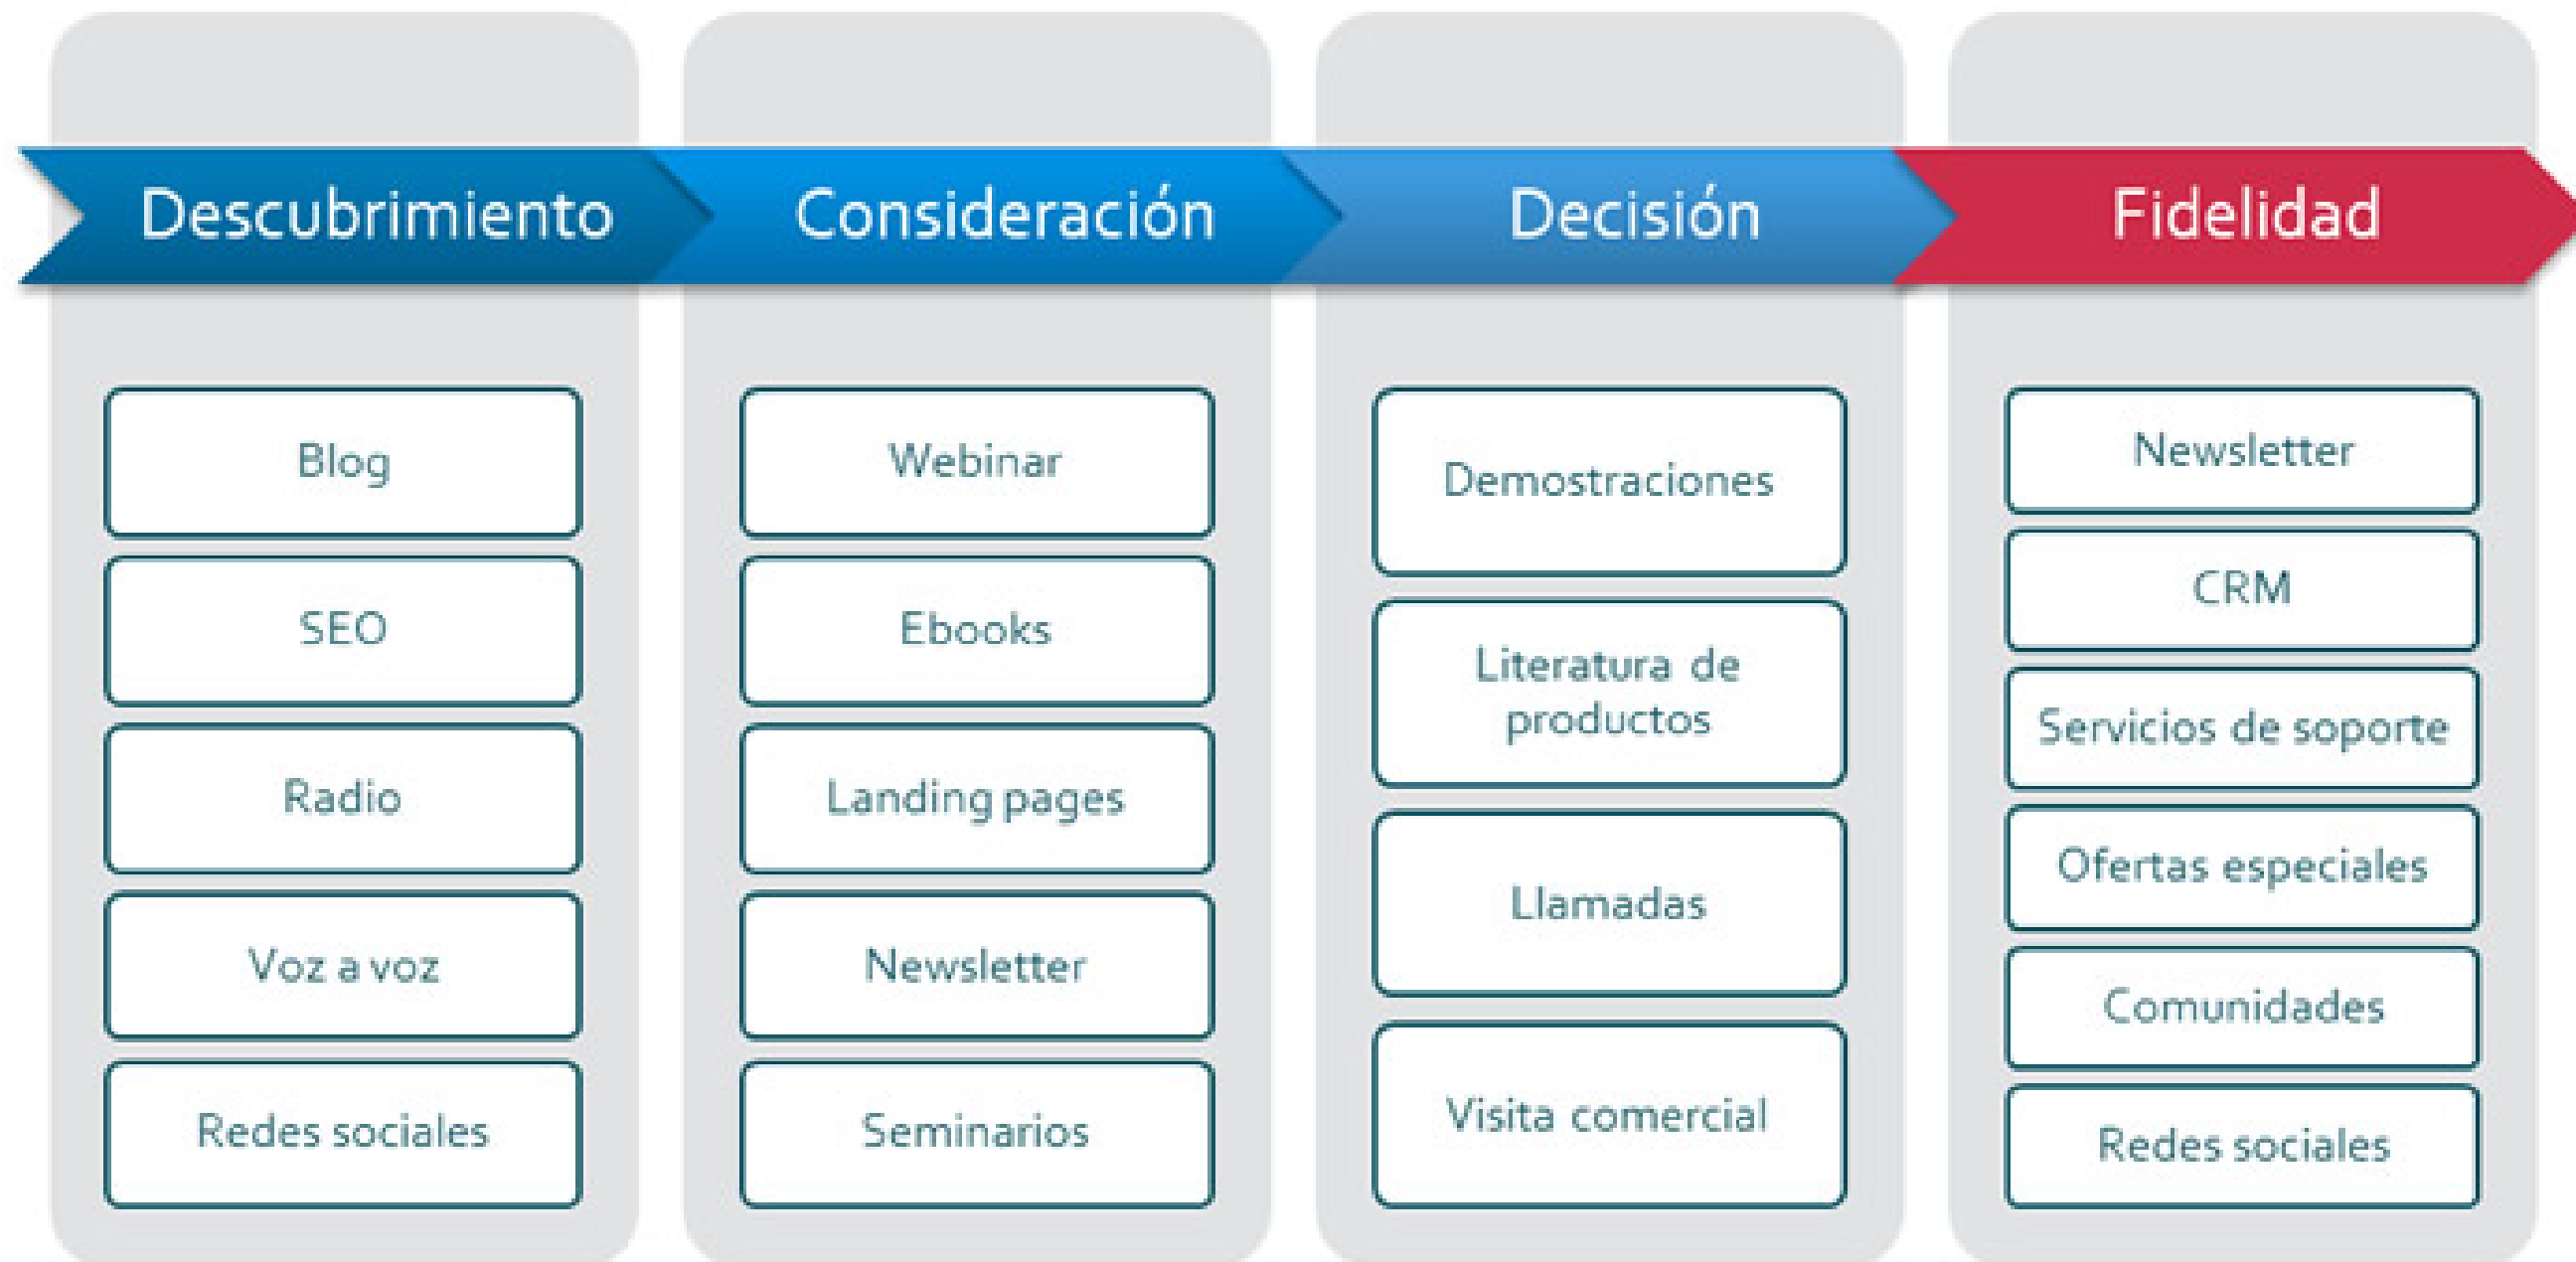 Descubrimiento
Consideración
Decisión
Fidelidad
Blog
SEO
Radio
Voz a voz
Redes sociales
Webinar
Ebooks
Landing pages
Newsletter
Seminarios
Demostraciones
Literatura de
productos
Llamadas
Visita comercial
Newsletter
CRM
Servicios de soporte
Ofertas especiales
Comunidades
Redes sociales